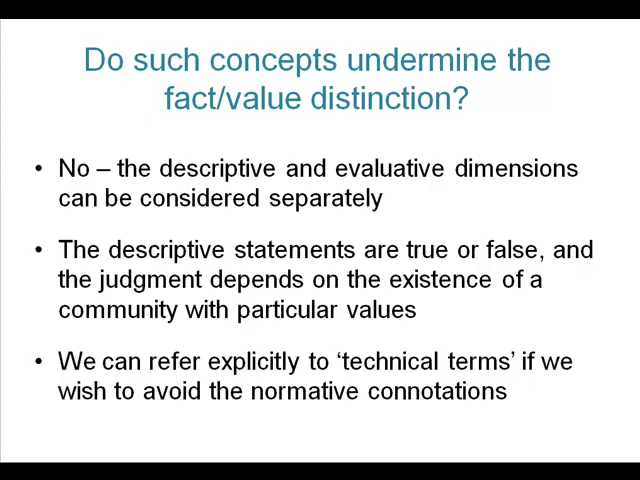 Do such concepts undermine the
fact/value distinction?
• No – the descriptive and evaluative dimensions
can be considered separately
• The descriptive statements are true or false, and
the judgment depends on the existence of a
community with particular values
• We can refer explicitly to ‘technical terms’ if we
wish to avoid the normative connotations